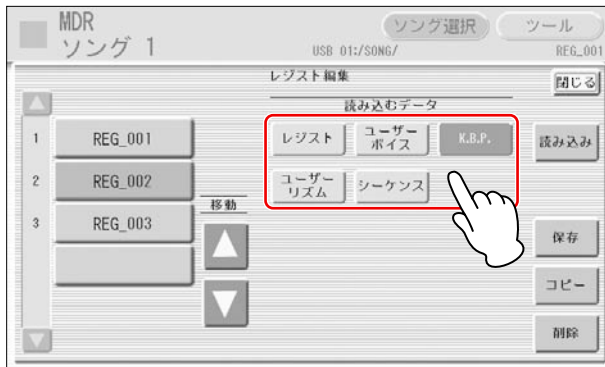 MDR
ソング 1
ソング選択
ツール
USB 01:/SONG/
REG_001
レジスト編集
閉じる
読み込むデータ
レジスト
ユーザー
ボイス
K.B.P.
読み込み
ユーザー
リズム
シーケンス
1 REG_001
2 REG_002
3 REG_003
移動
保存
コピー
削除